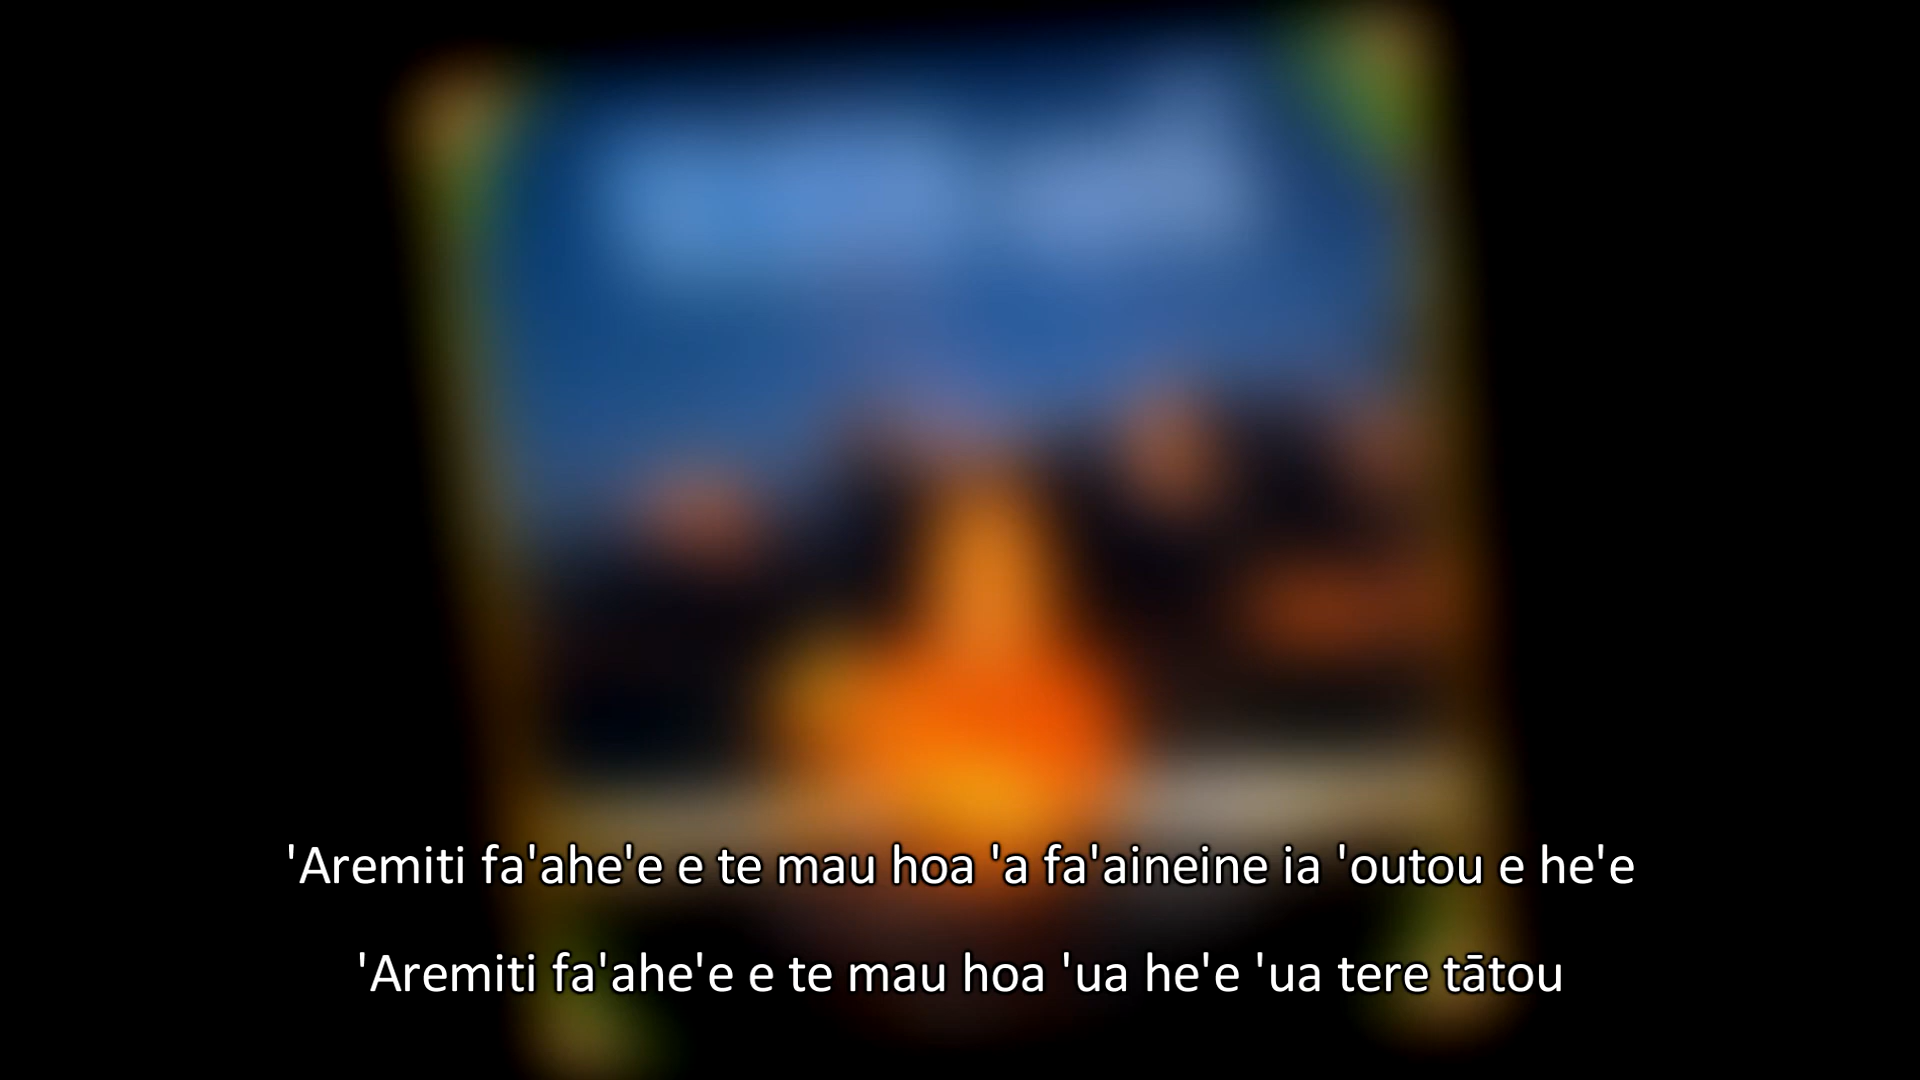 'Aremiti fa'ahe'e e te mau hoa 'a fa'aineine ia 'outou e he'e
'Aremiti fa'ahe'e e te mau hoa 'ua he'e 'ua tere tātou